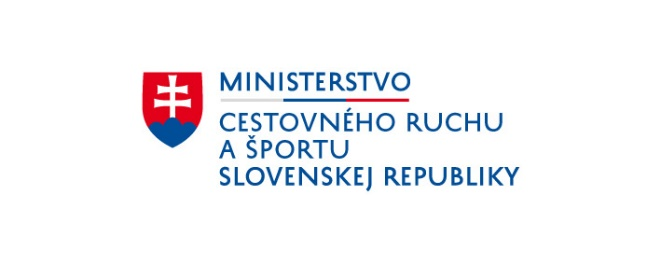 MINISTERSTVO
CESTOVNÉHO RUCHU
A ŠPORTU
SLOVENSKEJ REPUBLIKY